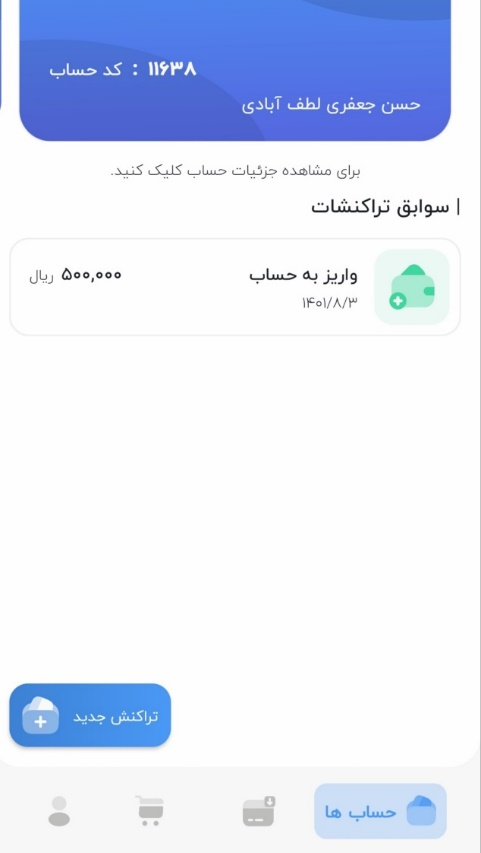 کد حساب : ۱۱۶۳۸
حسن جعفری لطف آبادی
برای مشاهده جزئیات حساب کلیک کنید.
| سوابق تراکنشات
واریز به حساب ۵۰۰,۰۰۰ ریال
۱۴۰۱/۸/۳
تراکنش جدید
حساب ها